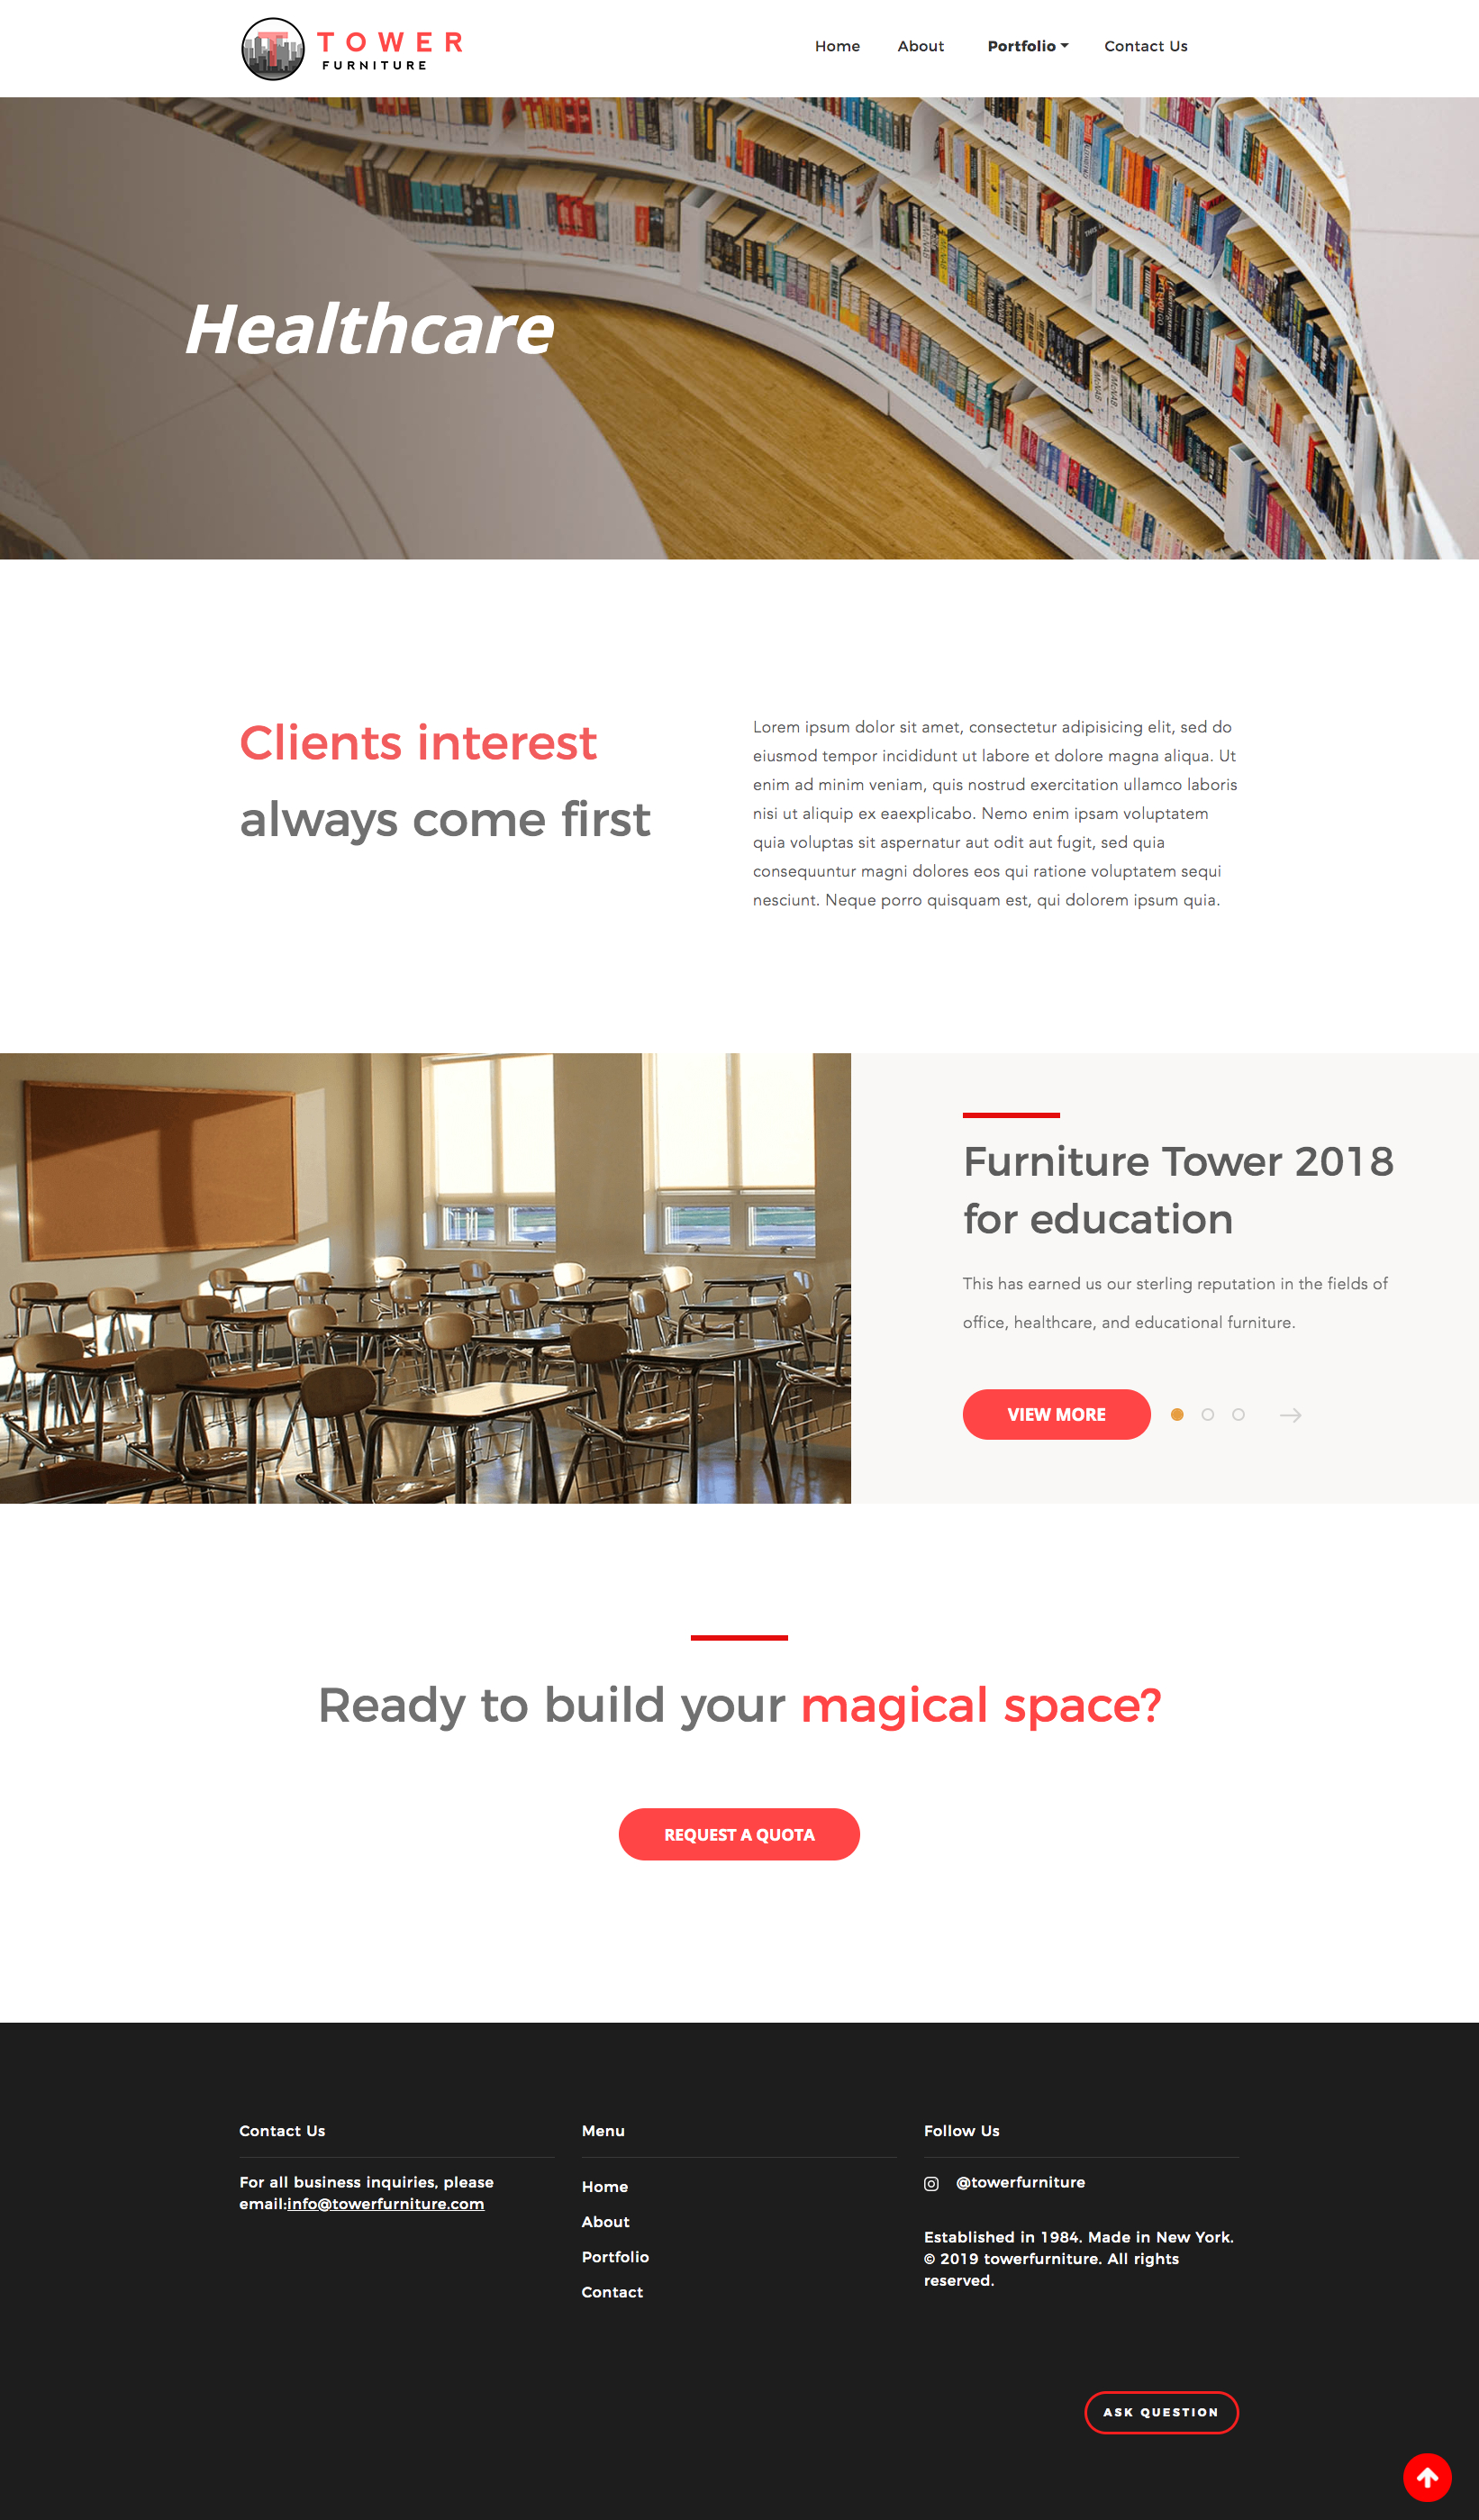 TOWER
FURNITURE
Home About Portfolio Contact Us
Healthcare
Clients interest
always come first
Lorem ipsum dolor sit amet, consectetur adipisicing elit, sed do
eiusmod tempor incididunt ut labore et dolore magna aliqua. Ut
enim ad minim veniam, quis nostrud exercitation ullamco laboris
nisi ut aliquip ex eaexplicabo. Nemo enim ipsam voluptatem
quia voluptas sit aspernatur aut odit aut fugit, sed quia
consequuntur magni dolores eos qui ratione voluptatem sequi
nesciunt. Neque porro quisquam est, qui dolorem ipsum quia.
Furniture Tower 2018
for education
This has earned us our sterling reputation in the fields of
office, healthcare, and educational furniture.
VIEW MORE
Ready to build your magical space?
REQUEST A QUOTA
Contact Us
For all business inquiries, please
email:info@towerfurniture.com
Menu
Home
About
Portfolio
Contact
Follow Us
@towerfurniture
Established in 1984. Made in New York.
© 2019 towerfurniture. All rights
reserved.
ASK QUESTION